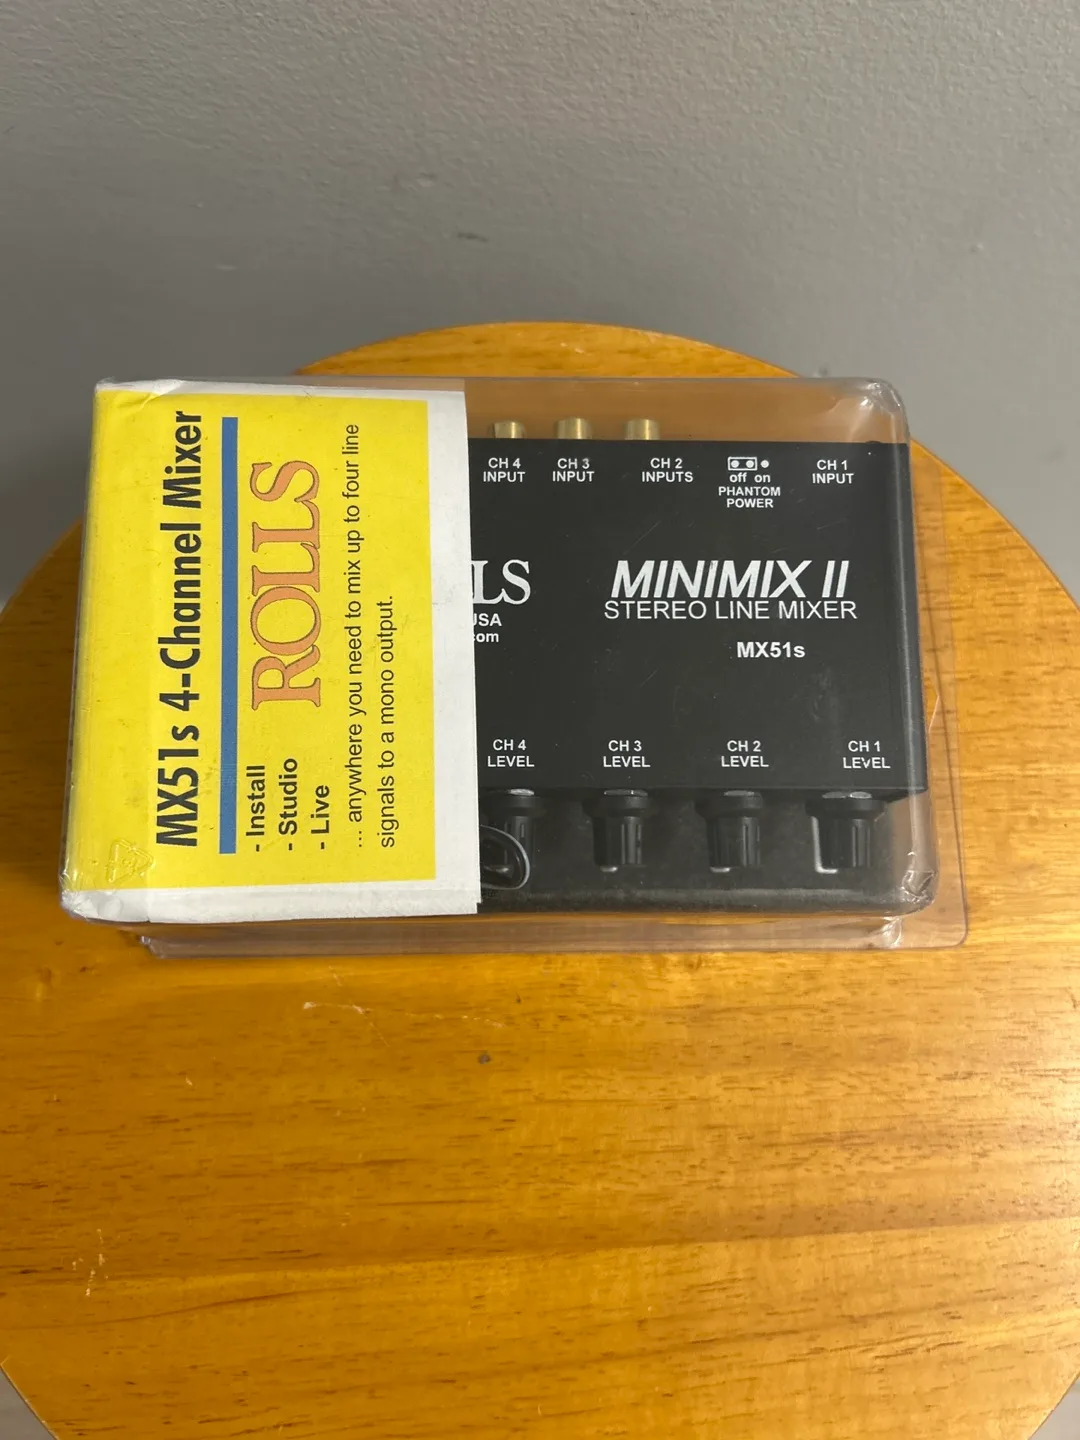 MX51s 4-Channel Mixer
ROLLS
- Install
- Studio
- Live
... anywhere you need to mix up to four line
signals to a mono output.
CH 4
INPUT
CH 3
INPUT
CH 2
INPUTS
off on
PHANTOM
POWER
CH 1
INPUT
LLS
USA
com
MINIMIX II
STEREO LINE MIXER
MX51s
CH 4
LEVEL
CH 3
LEVEL
CH 2
LEVEL
CH 1
LEVEL